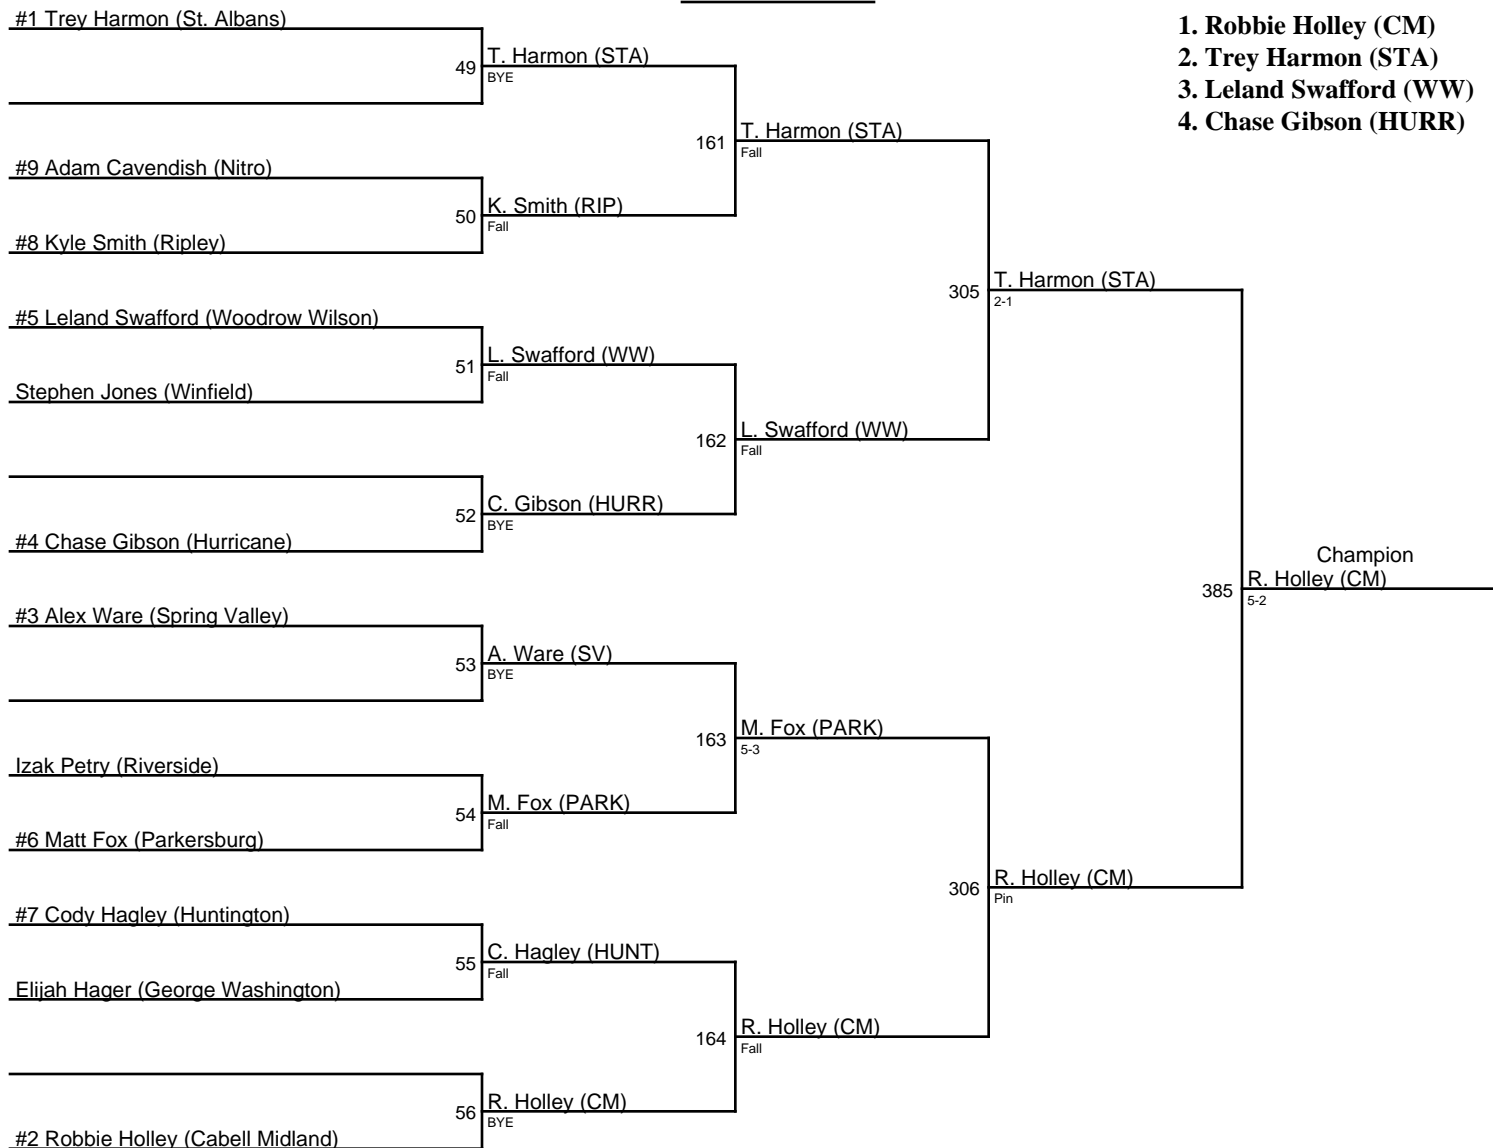 #1 Trey Harmon (St. Albans)
49
T. Harmon (STA)
BYE
161
T. Harmon (STA)
Fall
#9 Adam Cavendish (Nitro)
50
K. Smith (RIP)
Fall
#8 Kyle Smith (Ripley)
305
T. Harmon (STA)
2-1
#5 Leland Swafford (Woodrow Wilson)
51
L. Swafford (WW)
Fall
Stephen Jones (Winfield)
162
L. Swafford (WW)
Fall
52
C. Gibson (HURR)
BYE
#4 Chase Gibson (Hurricane)
Champion
385
R. Holley (CM)
5-2
#3 Alex Ware (Spring Valley)
53
A. Ware (SV)
BYE
163
M. Fox (PARK)
5-3
Izak Petry (Riverside)
54
M. Fox (PARK)
Fall
#6 Matt Fox (Parkersburg)
306
R. Holley (CM)
Pin
#7 Cody Hagley (Huntington)
55
C. Hagley (HUNT)
Fall
Elijah Hager (George Washington)
164
R. Holley (CM)
Fall
56
R. Holley (CM)
BYE
#2 Robbie Holley (Cabell Midland)
1. Robbie Holley (CM)
2. Trey Harmon (STA)
3. Leland Swafford (WW)
4. Chase Gibson (HURR)